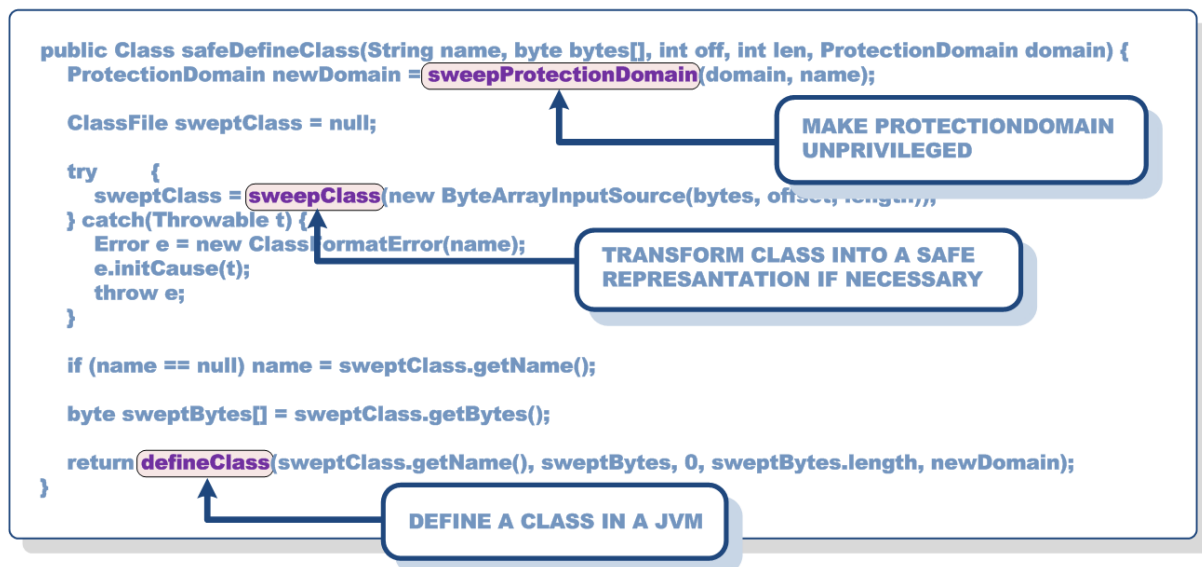 public Class safeDefineClass(String name, byte bytes[], int off, int len, ProtectionDomain domain) {
ProtectionDomain newDomain = sweepProtectionDomain(domain, name);
MAKE PROTECTIONDOMAIN
UNPRIVILEGED
ClassFile sweptClass = null;
try {
sweptClass = sweepClass(new ByteArrayInputSource(bytes, offset, length));
} catch(Throwable t) {
Error e = new ClassFormatError(name);
e.initCause(t);
throw e;
}
TRANSFORM CLASS INTO A SAFE
REPRESANTATION IF NECESSARY
if (name == null) name = sweptClass.getName();
byte sweptBytes[] = sweptClass.getBytes();
return defineClass(sweptClass.getName(), sweptBytes, 0, sweptBytes.length, newDomain);
}
DEFINE A CLASS IN A JVM